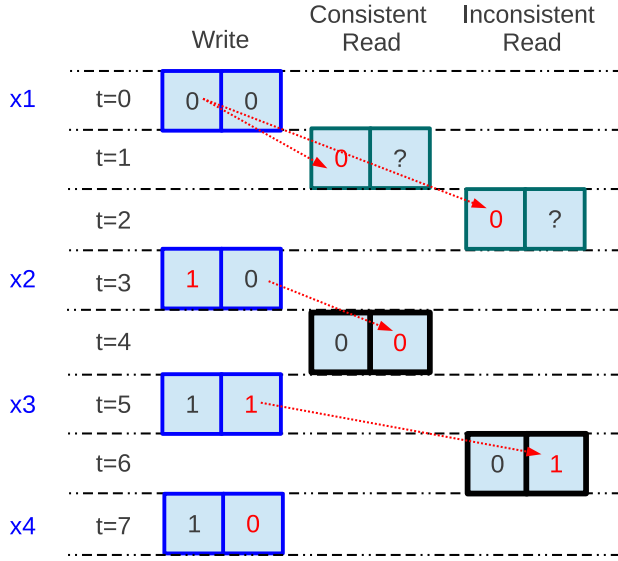 Write Consistent Read Inconsistent Read
x1 t=0 0 0
t=1 0 ?
t=2 0 ?
x2 t=3 1 0
t=4 0 0
x3 t=5 1 1
t=6 0 1
x4 t=7 1 0